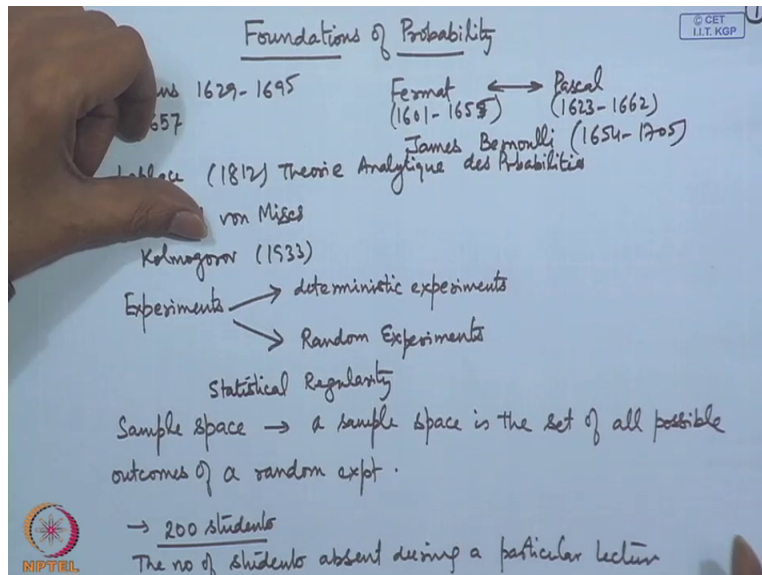 1
© CET
I.I.T. KGP
Foundations of Probability
1629-1695
Fermat ⟷ Pascal
(1601-1655) (1623-1662)
1657
James Bernoulli (1654-1705)
(1812) Theorie Analytique des Probabilities
von Mises
Kolmogorov (1933)
Experiments → deterministic experiments
→ Random Experiments
Statistical Regularity
Sample space → a sample space is the set of all possible
outcomes of a random expt.
→ 200 students
The no of students absent during a particular lecture
NPTEL